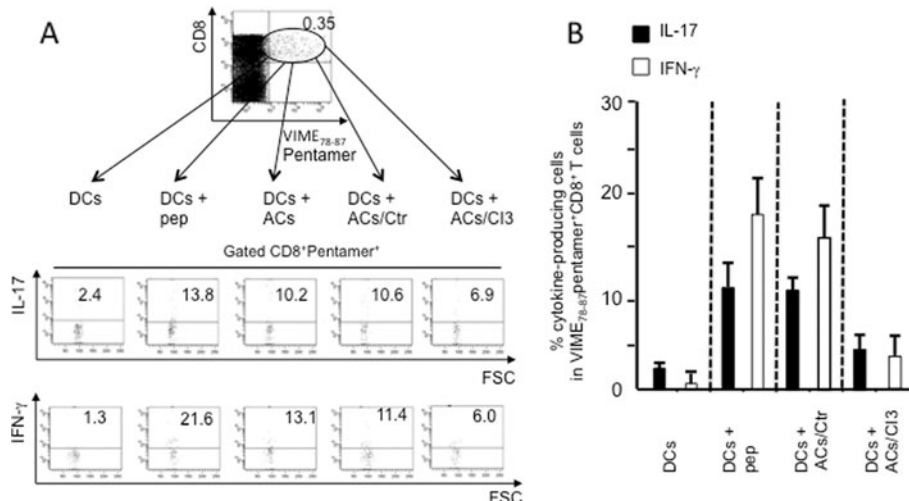 A
CD8
0.35
VIME78-87
Pentamer
DCs
DCs +
pep
DCs +
ACs
DCs +
ACs/Ctr
DCs +
ACs/CI3
Gated CD8+Pentamer+
IL-17
2.4
13.8
10.2
10.6
6.9
FSC
IFN-γ
1.3
21.6
13.1
11.4
6.0
FSC
B
IL-17
IFN-γ
% cytokine-producing cells
in VIME78-87pentamer+CD8+ T cells
30
20
10
0
DCs
DCs +
pep
DCs +
ACs/Ctr
DCs +
ACs/CI3